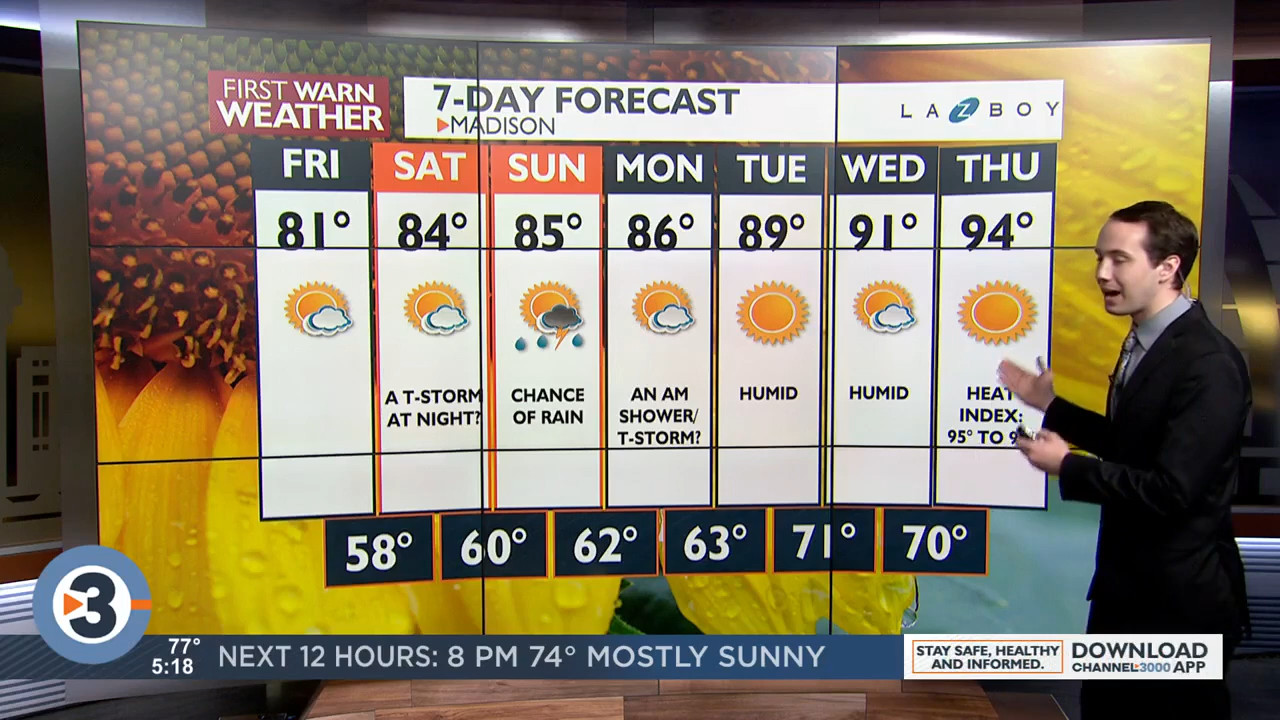 FIRST WARN
WEATHER
7-DAY FORECAST
MADISON
LA Z BOY
FRI SAT SUN MON TUE WED THU
81° 84° 85° 86° 89° 91° 94°
A T-STORM
AT NIGHT?
CHANCE
OF RAIN
AN AM
SHOWER/
T-STORM?
HUMID
HUMID
HEAT
INDEX:
95° TO
58° 60° 62° 63° 71° 70°
3
77°
5:18
NEXT 12 HOURS: 8 PM 74° MOSTLY SUNNY
STAY SAFE, HEALTHY
AND INFORMED.
DOWNLOAD
CHANNEL3000 APP